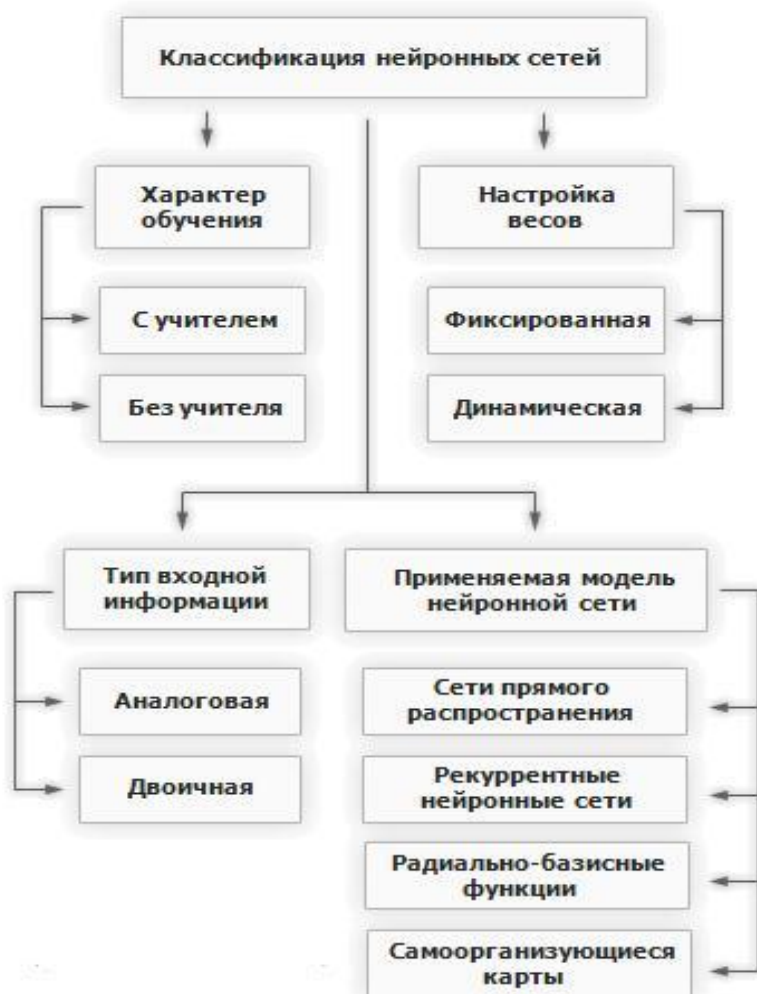 Классификация нейронных сетей
Характер
обучения
С учителем
Без учителя
Настройка
весов
Фиксированная
Динамическая
Тип входной
информации
Аналоговая
Двоичная
Применяемая модель
нейронной сети
Сети прямого
распространения
Рекуррентные
нейронные сети
Радиально-базисные
функции
Самоорганизующиеся
карты